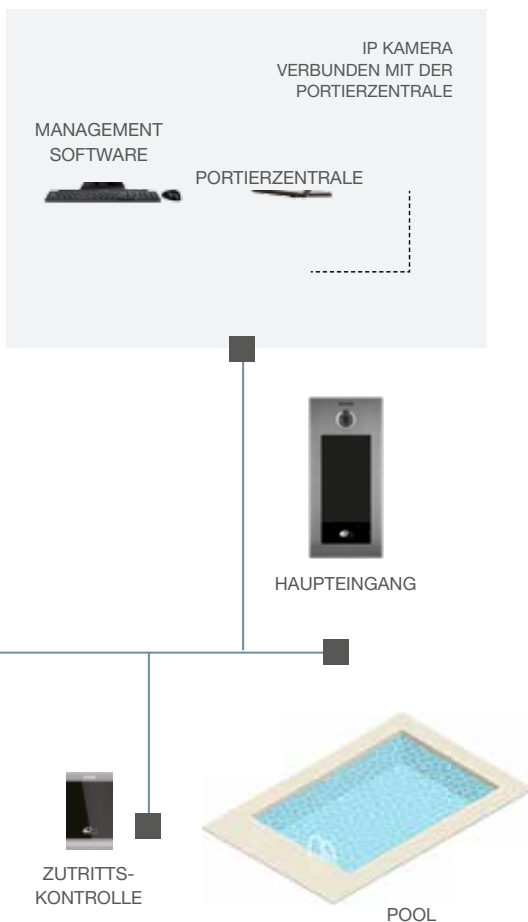 IP KAMERA
VERBUNDEN MIT DER
PORTIERZENTRALE
MANAGEMENT
SOFTWARE
PORTIERZENTRALE
HAUPTEINGANG
ZUTRITTS-
KONTROLLE
POOL